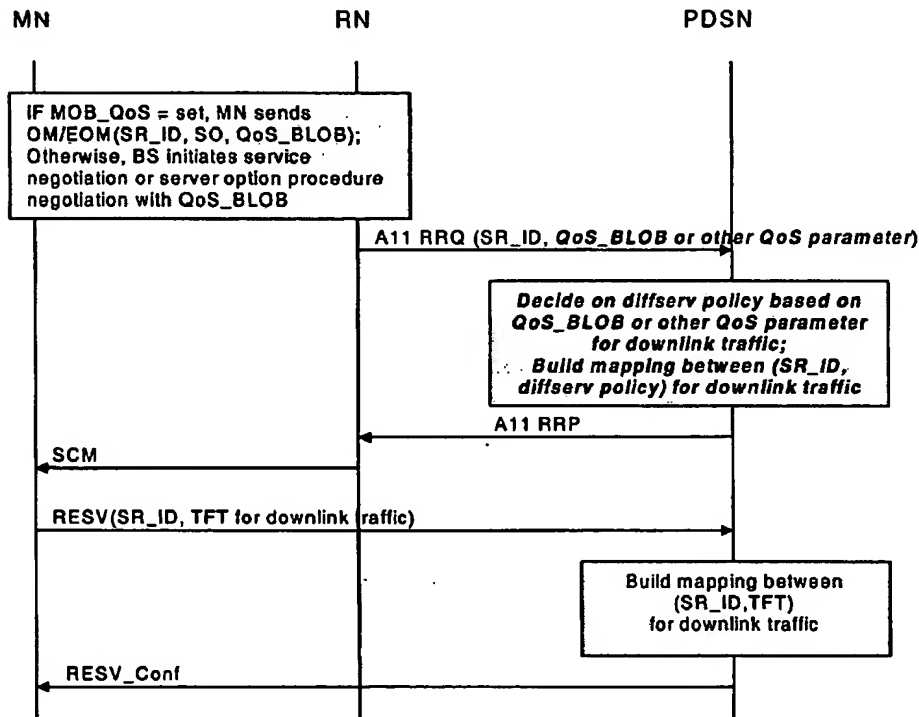 MN RN PDSN
IF MOB_QoS = set, MN sends
OM/EOM(SR_ID, SO, QoS_BLOB);
Otherwise, BS initiates service
negotiation or server option procedure
negotiation with QoS_BLOB
A11 RRQ (SR_ID, QoS_BLOB or other QoS parameter)
Decide on diffserv policy based on
QoS_BLOB or other QoS parameter
for downlink traffic;
Build mapping between (SR_ID,
diffserv policy) for downlink traffic
A11 RRP
SCM
RESV(SR_ID, TFT for downlink traffic)
Build mapping between
(SR_ID,TFT)
for downlink traffic
RESV_Conf